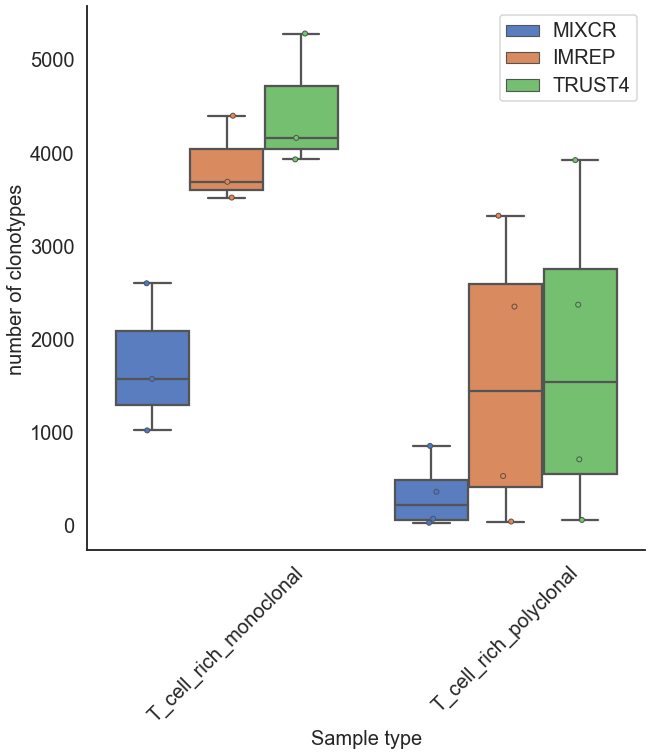 MIXCR
IMREP
TRUST4
number of clonotypes
5000
4000
3000
2000
1000
0
T_cell_rich_monoclonal
T_cell_rich_polyclonal
Sample type